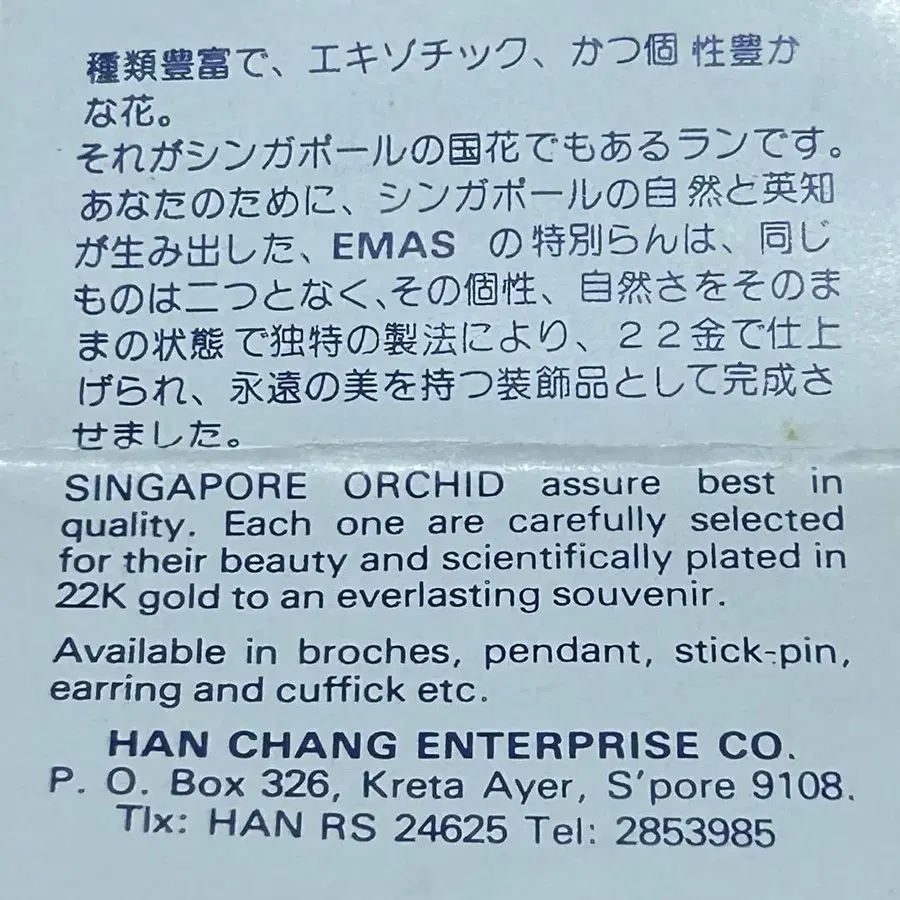 種類豊富で、エキゾチック、かつ個性豊か
な花。
それがシンガポールの国花でもあるランです。
あなたのために、シンガポールの自然と英知
が生み出した、EMAS の特別らんは、同じ
ものは二つとなく、その個性、自然さをそのま
まの状態で独特の製法により、２２金で仕上
げられ、永遠の美を持つ装飾品として完成さ
せました。
SINGAPORE ORCHID assure best in
quality. Each one are carefully selected
for their beauty and scientifically plated in
22K gold to an everlasting souvenir.
Available in broches, pendant, stick-pin,
earring and cuffick etc.
HAN CHANG ENTERPRISE CO.
P. O. Box 326, Kreta Ayer, S'pore 9108.
Tlx: HAN RS 24625 Tel: 2853985